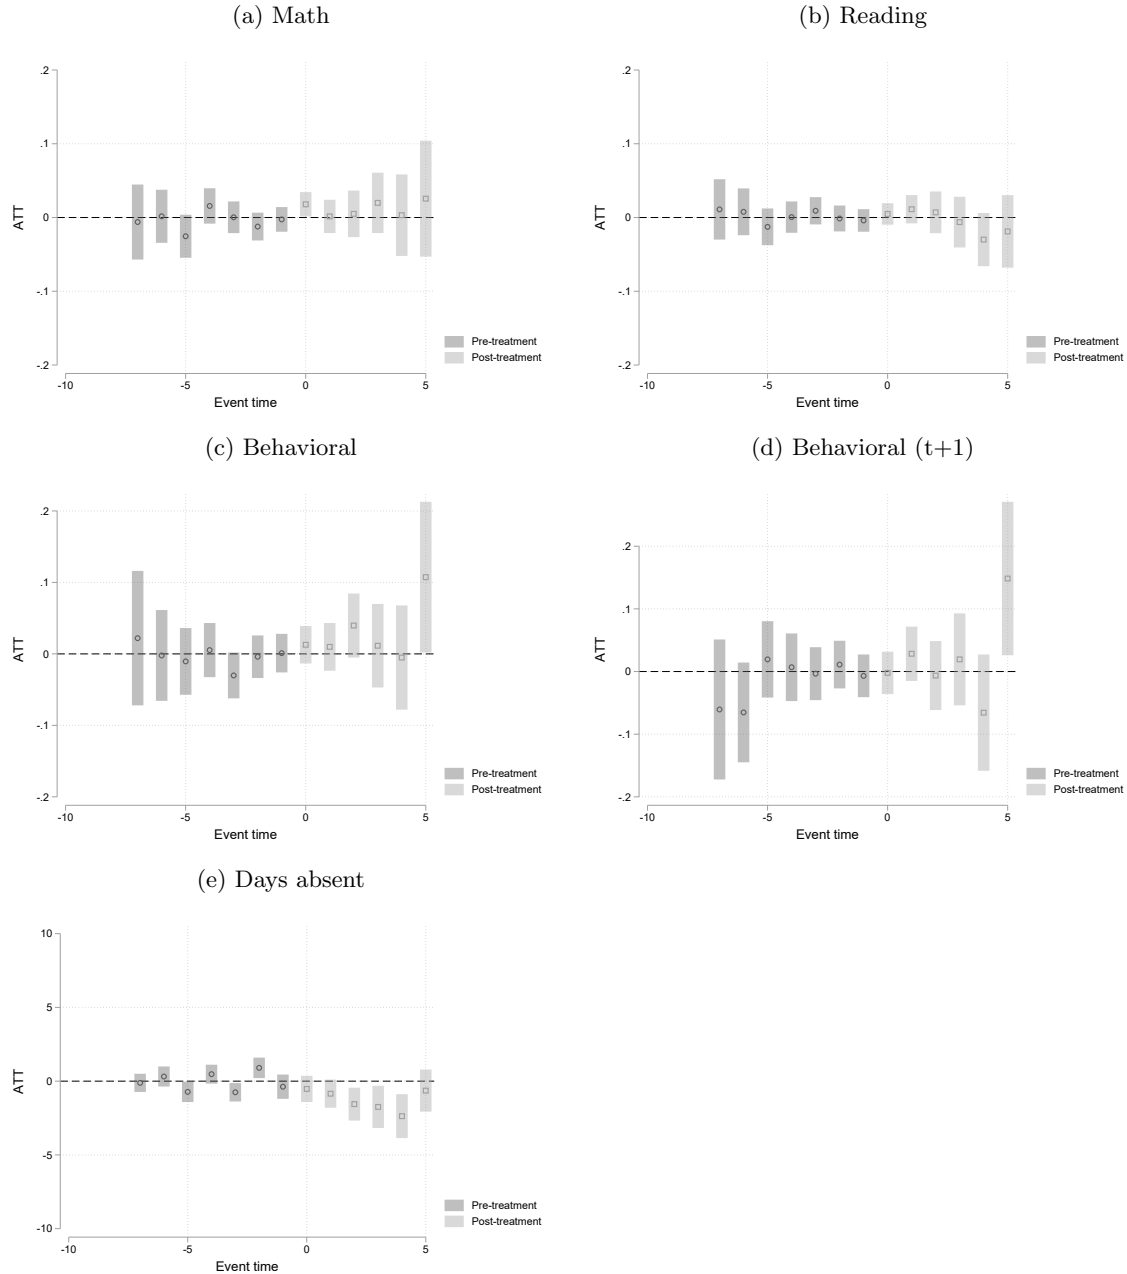 (a) Math
.2
.1
0
-.1
-.2
ATT
-10
-5
0
5
Event time
Pre-treatment
Post-treatment
(b) Reading
.2
.1
0
-.1
-.2
ATT
-10
-5
0
5
Event time
Pre-treatment
Post-treatment
(c) Behavioral
.2
.1
0
-.1
-.2
ATT
-10
-5
0
5
Event time
Pre-treatment
Post-treatment
(d) Behavioral (t+1)
.2
.1
0
-.1
-.2
ATT
-10
-5
0
5
Event time
Pre-treatment
Post-treatment
(e) Days absent
10
5
0
-5
-10
ATT
-10
-5
0
5
Event time
Pre-treatment
Post-treatment